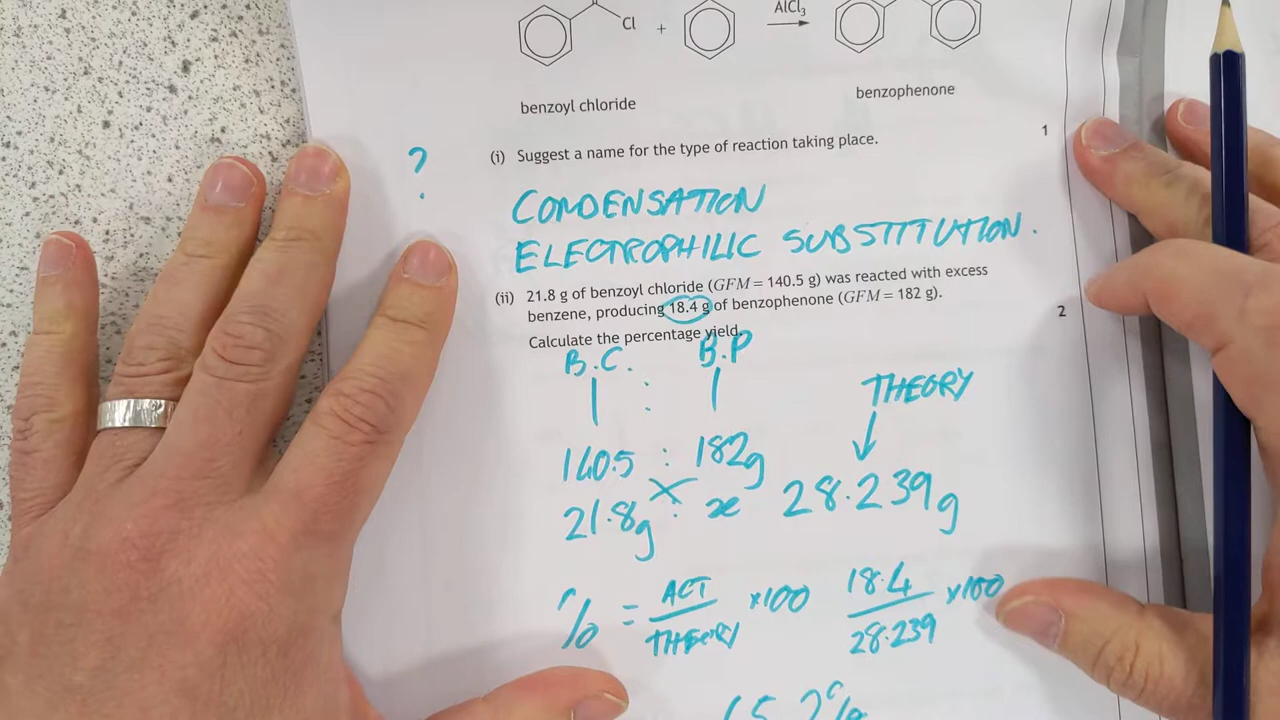 AlCl3
Cl +
benzoyl chloride
benzophenone
(i) Suggest a name for the type of reaction taking place. 1
?
CONDENSATION
ELECTROPHILIC SUBSTITUTION.
(ii) 21.8 g of benzoyl chloride (GFM = 140.5 g) was reacted with excess
benzene, producing 18.4 g of benzophenone (GFM = 182 g). 2
Calculate the percentage yield.
B.C. B.P
1 : 1
THEORY
140.5 : 182g
21.8g : x 28.239g
% = ACT/THEORY ×100 18.4/28.239 ×100